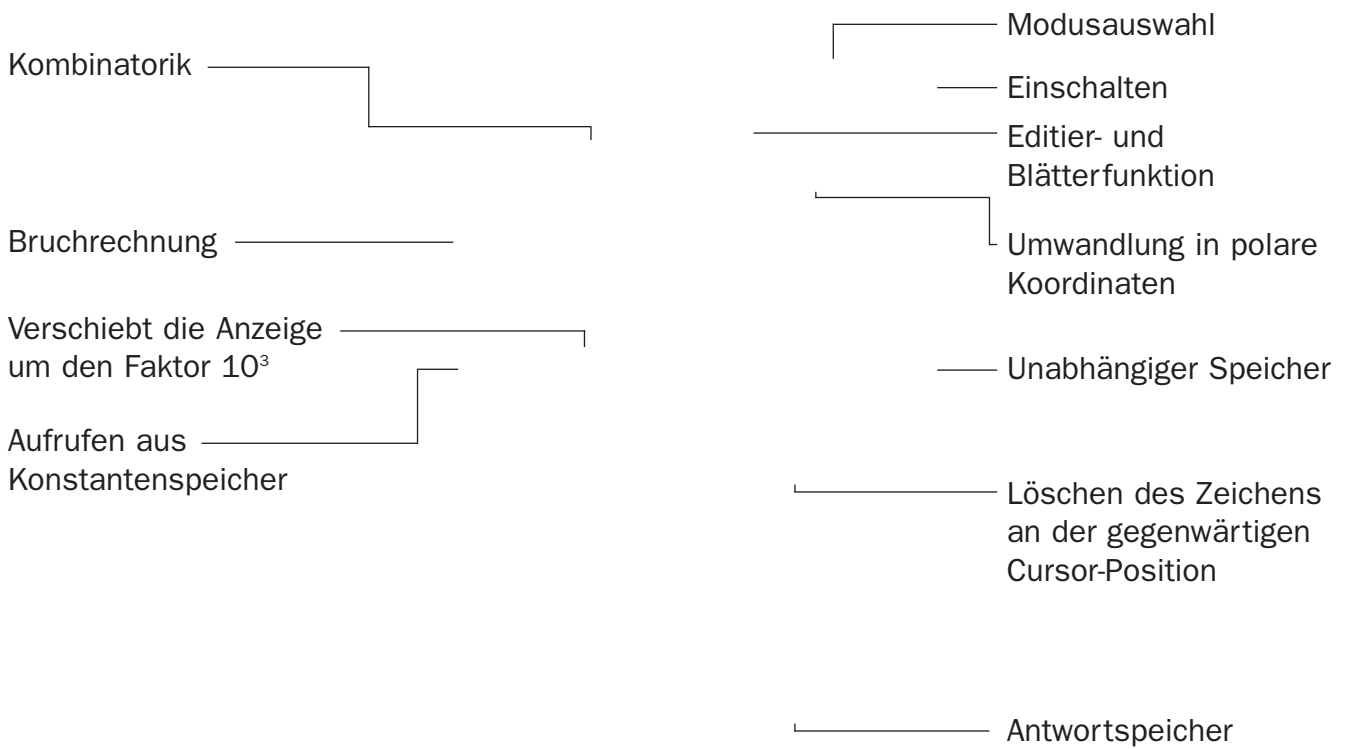 Kombinatorik
Bruchrechnung
Verschiebt die Anzeige
um den Faktor 10³
Aufrufen aus
Konstantenspeicher
Modusauswahl
Einschalten
Editier- und
Blätterfunktion
Umwandlung in polare
Koordinaten
Unabhängiger Speicher
Löschen des Zeichens
an der gegenwärtigen
Cursor-Position
Antwortspeicher